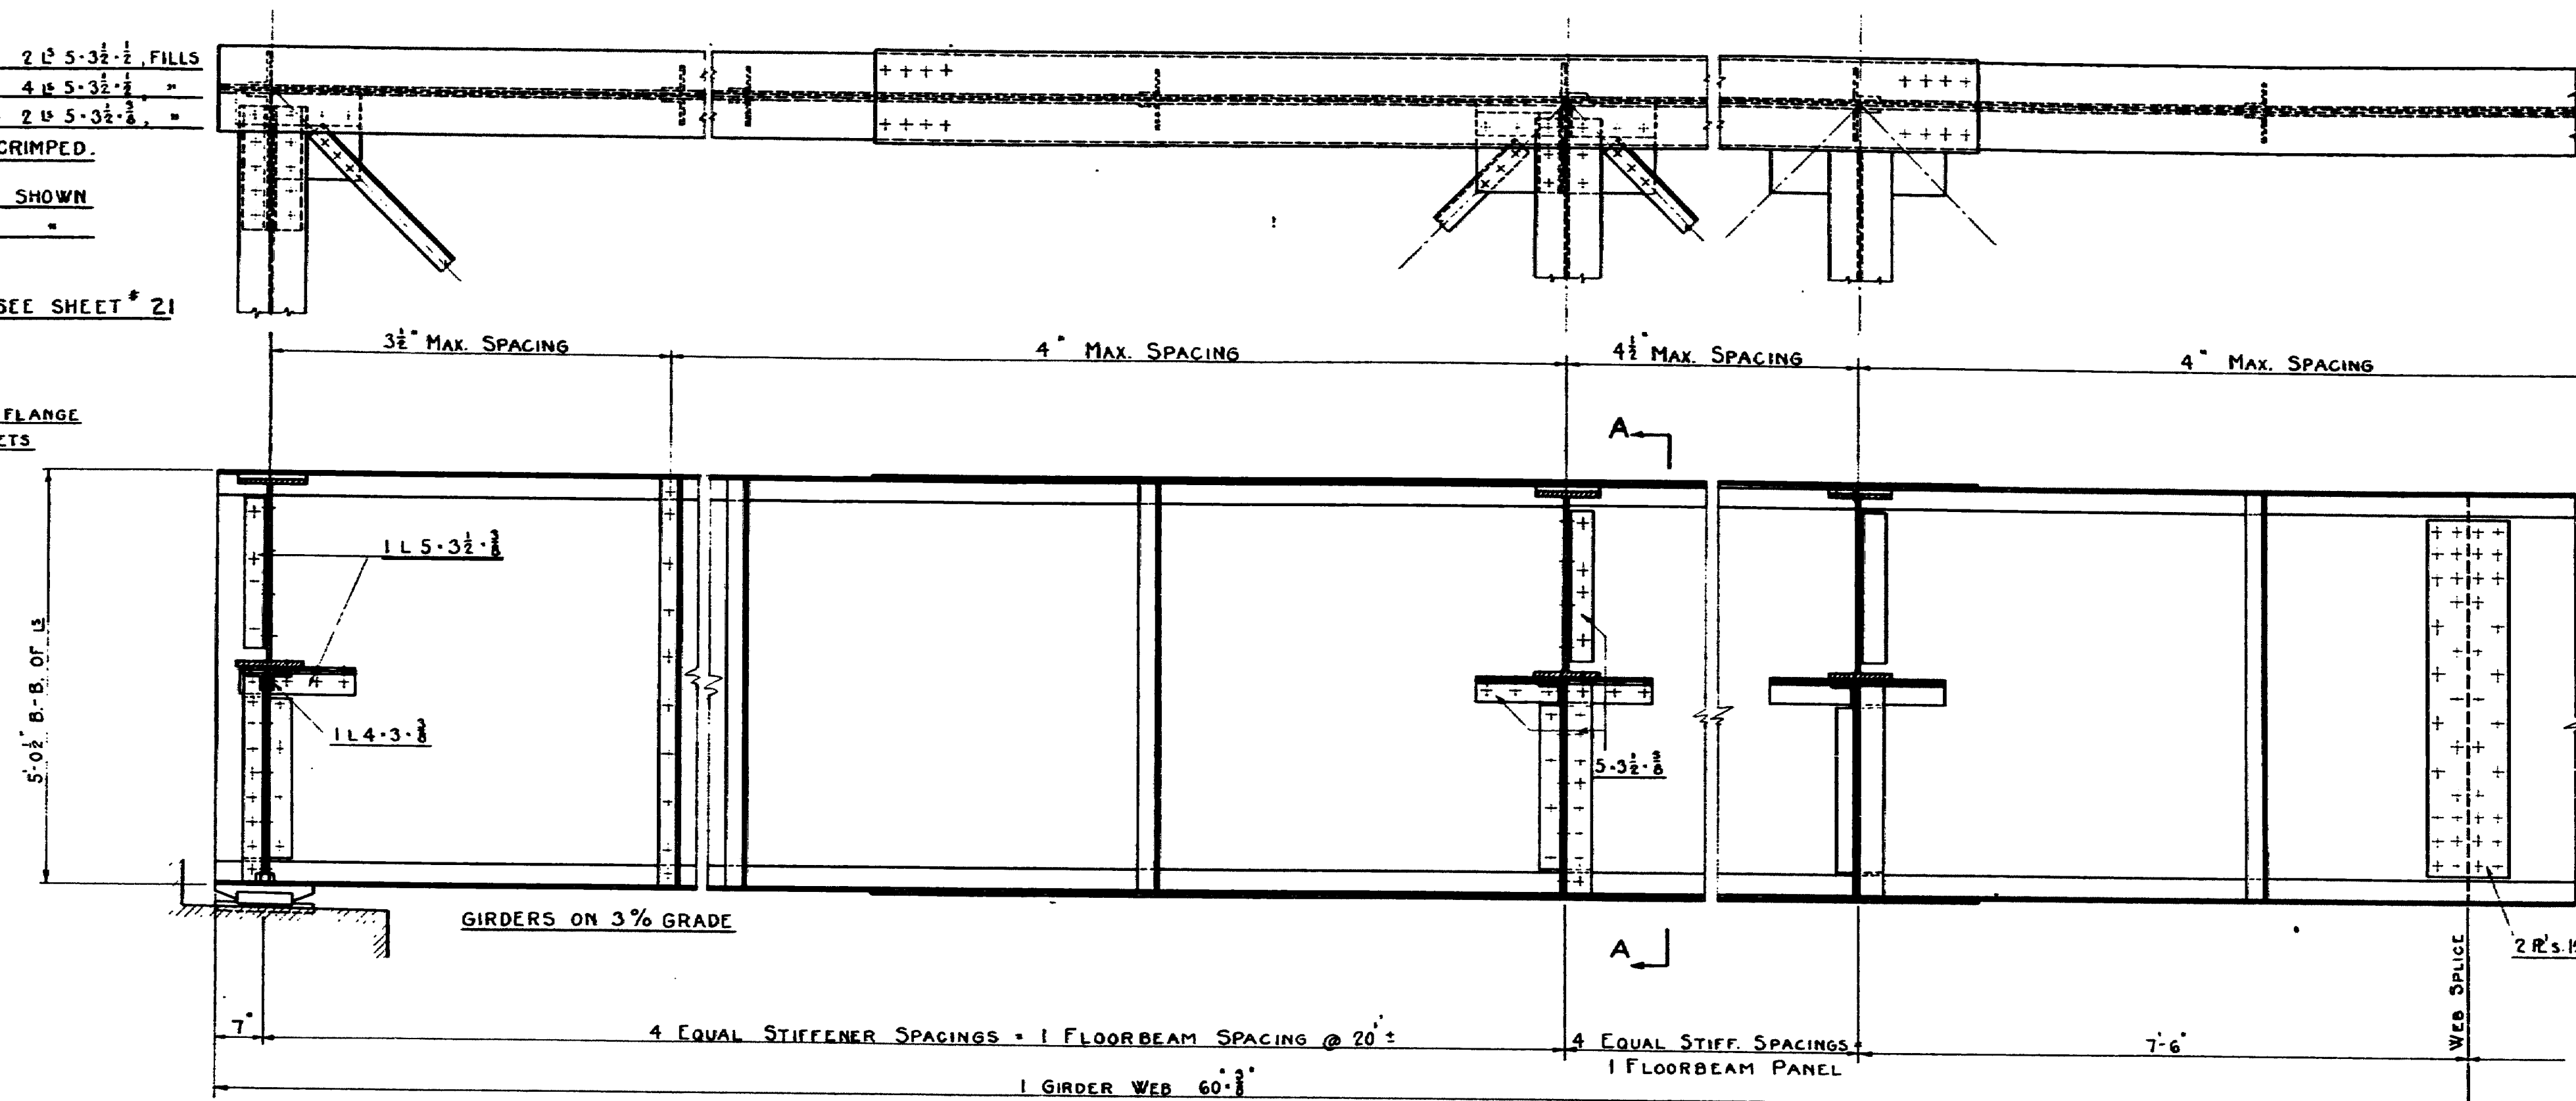 2 Ls 5·3½·½, FILLS
4 Ls 5·3½·½, "
2 Ls 5·3½·⅜, "
CRIMPED.
SHOWN
"
SEE SHEET # 21
FLANGE
3½" MAX. SPACING
4" MAX. SPACING
4½" MAX. SPACING
4" MAX. SPACING
A
1 L 5·3½·⅜
1 L 4·3·⅜
5·3½·⅜
5'-0½" B.-B. OF Ls
GIRDERS ON 3% GRADE
A
WEB SPLICE
2 PL's.
7"
4 EQUAL STIFFENER SPACINGS = 1 FLOORBEAM SPACING @ 20' ±
4 EQUAL STIFF. SPACINGS =
1 FLOORBEAM PANEL
7'-6"
1 GIRDER WEB 60"·⅜"